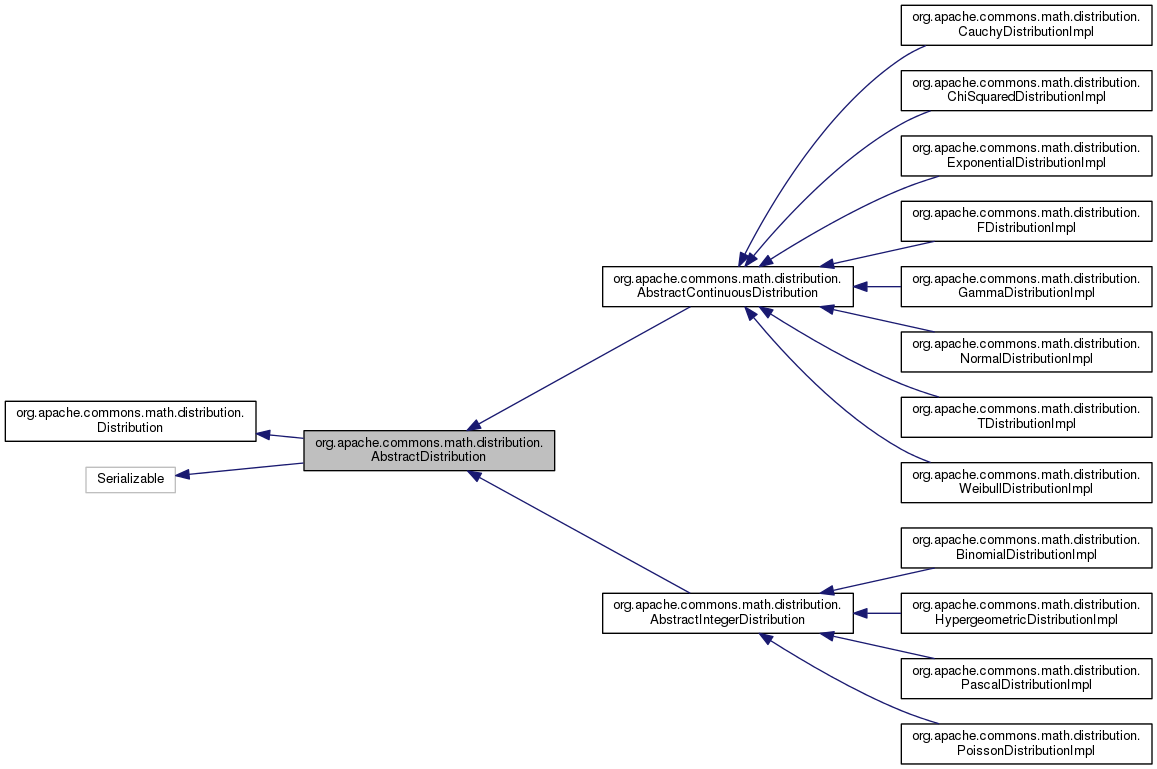 org.apache.commons.math.distribution.
CauchyDistributionImpl
org.apache.commons.math.distribution.
ChiSquaredDistributionImpl
org.apache.commons.math.distribution.
ExponentialDistributionImpl
org.apache.commons.math.distribution.
FDistributionImpl
org.apache.commons.math.distribution.
AbstractContinuousDistribution
org.apache.commons.math.distribution.
GammaDistributionImpl
org.apache.commons.math.distribution.
NormalDistributionImpl
org.apache.commons.math.distribution.
TDistributionImpl
org.apache.commons.math.distribution.
Distribution
org.apache.commons.math.distribution.
AbstractDistribution
Serializable
org.apache.commons.math.distribution.
WeibullDistributionImpl
org.apache.commons.math.distribution.
BinomialDistributionImpl
org.apache.commons.math.distribution.
AbstractIntegerDistribution
org.apache.commons.math.distribution.
HypergeometricDistributionImpl
org.apache.commons.math.distribution.
PascalDistributionImpl
org.apache.commons.math.distribution.
PoissonDistributionImpl